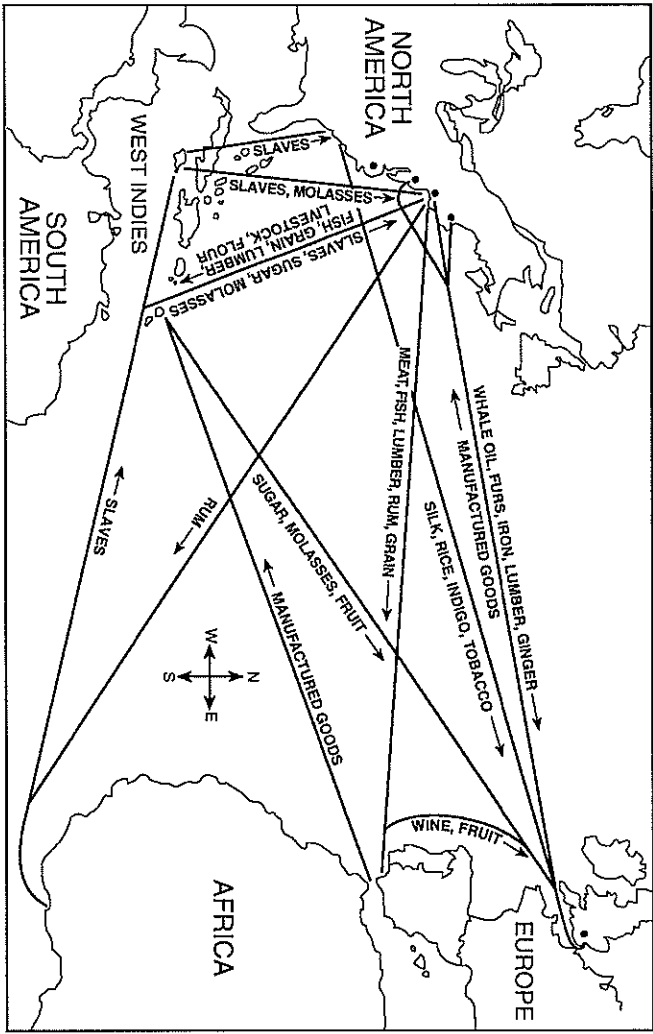 NORTH
AMERICA
WEST INDIES
SOUTH
AMERICA
SLAVES
SLAVES, MOLASSES
FISH, GRAIN, LUMBER,
LIVESTOCK, FLOUR
SLAVES, SUGAR, MOLASSES
WHALE OIL, FURS, IRON, LUMBER, GINGER
MANUFACTURED GOODS
SILK, RICE, INDIGO, TOBACCO
MEAT, FISH, LUMBER, RUM, GRAIN
SUGAR, MOLASSES, FRUIT
RUM
MANUFACTURED GOODS
SLAVES
WINE, FRUIT
N
W
E
S
EUROPE
AFRICA